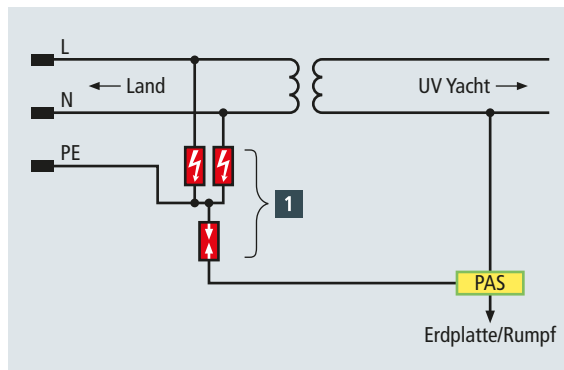 L
Land
UV Yacht
N
PE
1
PAS
Erdplatte/Rumpf